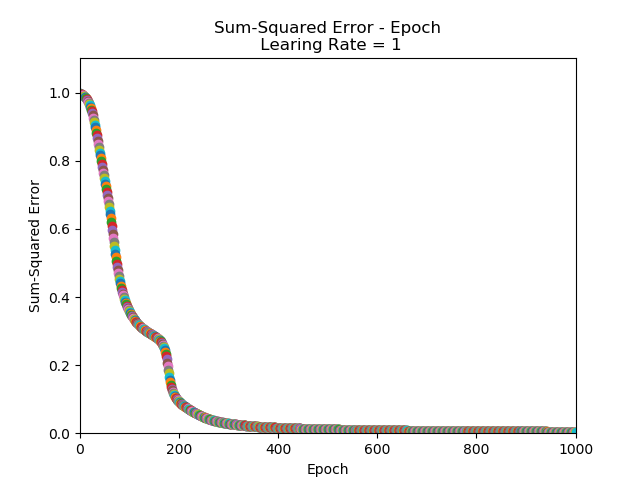 Sum-Squared Error - Epoch
Learing Rate = 1
1.0
0.8
0.6
0.4
0.2
0.0
Sum-Squared Error
0 200 400 600 800 1000
Epoch